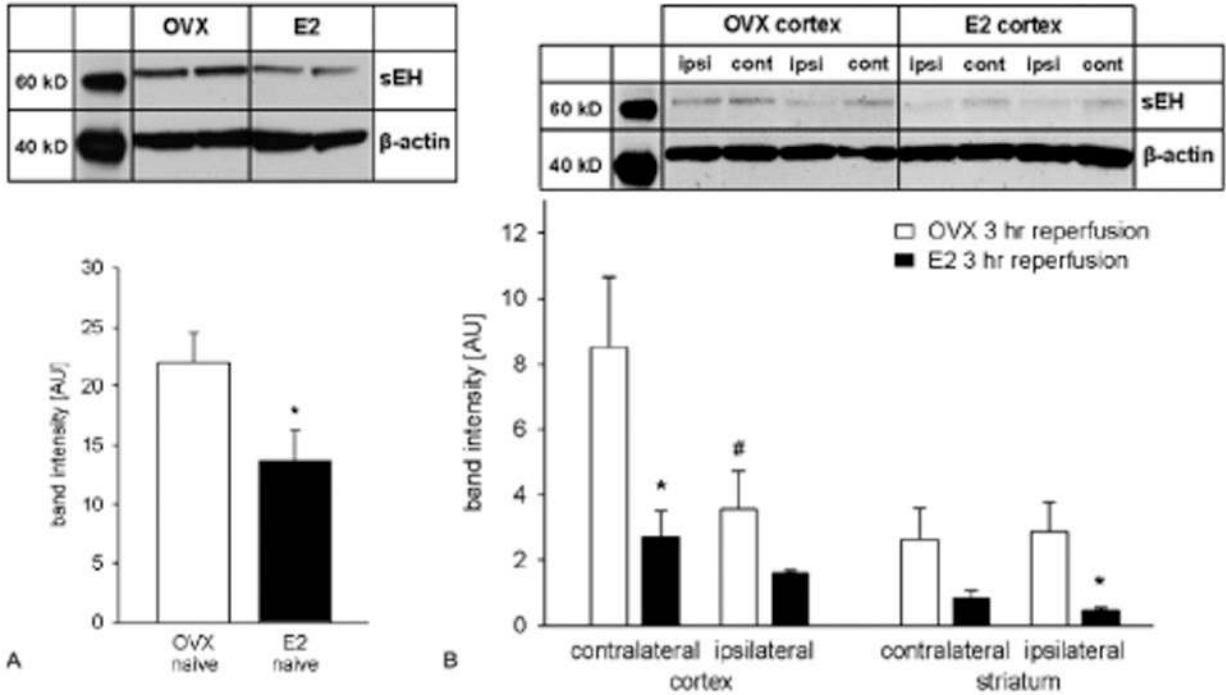 OVX E2
60 kD sEH
40 kD β-actin
OVX cortex E2 cortex
ipsi cont ipsi cont ipsi cont ipsi cont
60 kD sEH
40 kD β-actin
30
25
20
15
10
5
0
band intensity [AU]
*
OVX naive
E2 naive
A
12
10
8
6
4
2
0
band intensity [AU]
OVX 3 hr reperfusion
E2 3 hr reperfusion
*
#
*
contralateral ipsilateral contralateral ipsilateral
cortex striatum
B